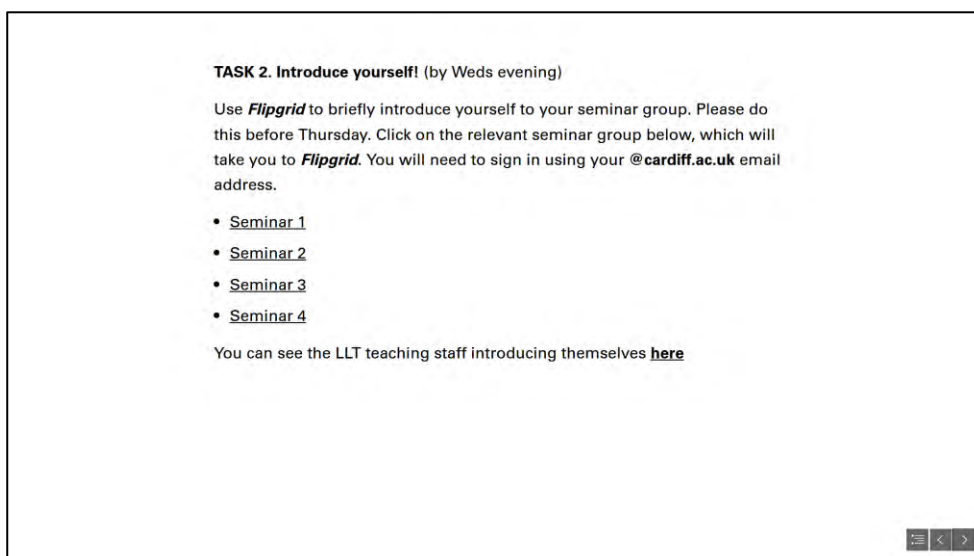 TASK 2. Introduce yourself! (by Weds evening)
Use Flipgrid to briefly introduce yourself to your seminar group. Please do
this before Thursday. Click on the relevant seminar group below, which will
take you to Flipgrid. You will need to sign in using your @cardiff.ac.uk email
address.
• Seminar 1
• Seminar 2
• Seminar 3
• Seminar 4
You can see the LLT teaching staff introducing themselves here